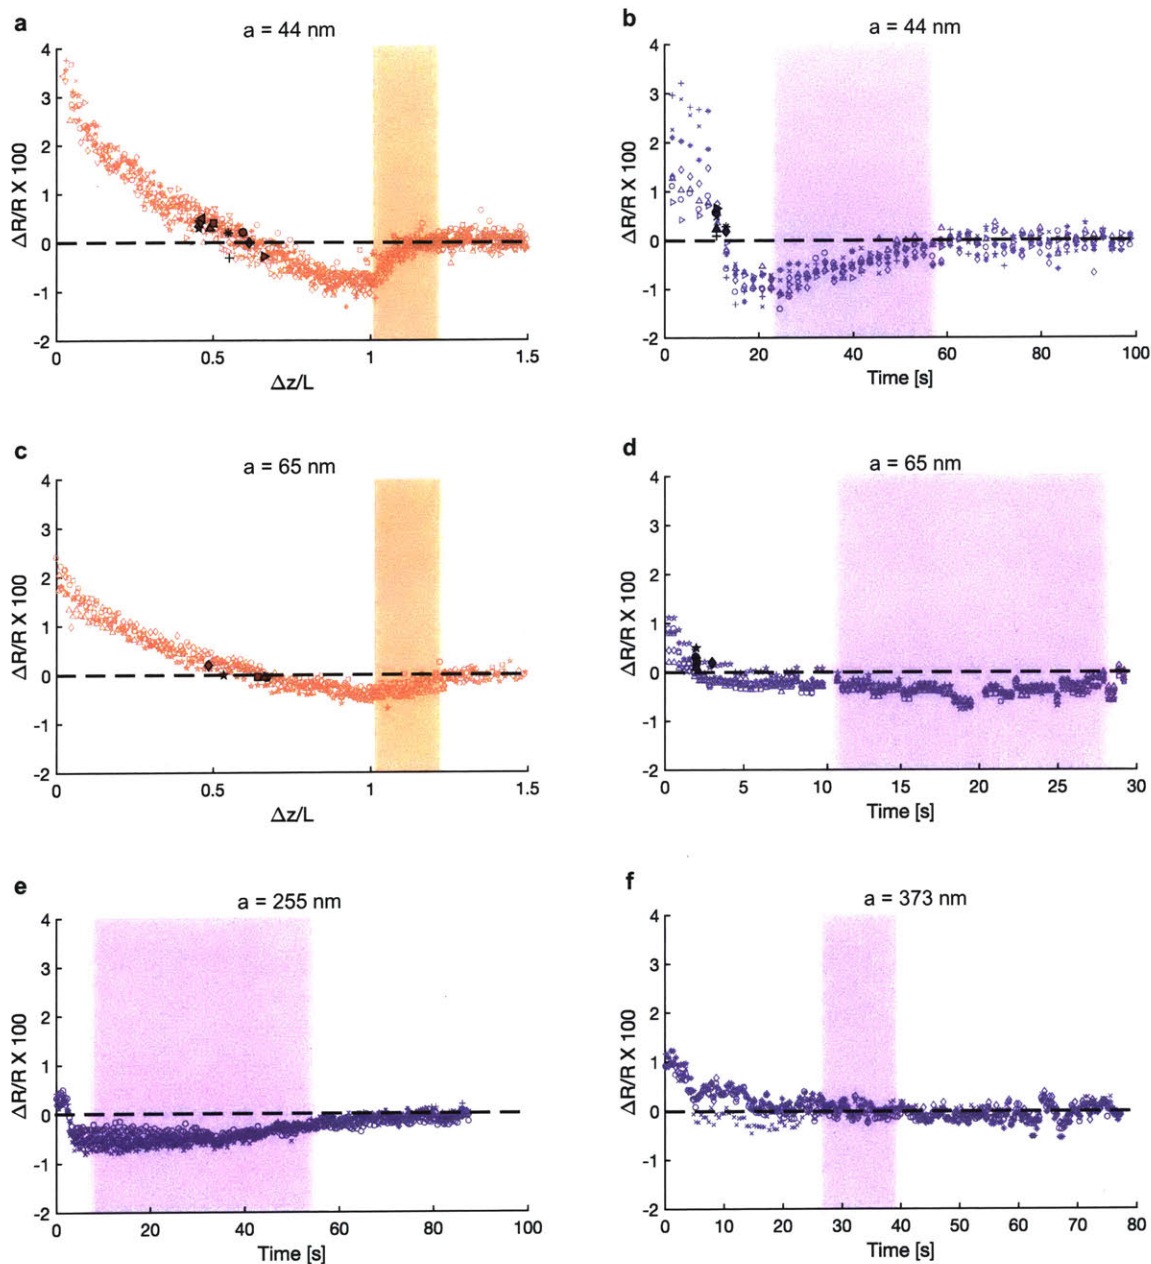 a
a = 44 nm
ΔR/R X 100
4
3
2
1
0
-1
-2
0 0.5 1 1.5
Δz/L
b
a = 44 nm
ΔR/R X 100
4
3
2
1
0
-1
-2
0 20 40 60 80 100
Time [s]
c
a = 65 nm
ΔR/R X 100
4
3
2
1
0
-1
-2
0 0.5 1 1.5
Δz/L
d
a = 65 nm
ΔR/R X 100
4
3
2
1
0
-1
-2
0 5 10 15 20 25 30
Time [s]
e
a = 255 nm
ΔR/R X 100
4
3
2
1
0
-1
-2
0 20 40 60 80 100
Time [s]
f
a = 373 nm
ΔR/R X 100
4
3
2
1
0
-1
-2
0 10 20 30 40 50 60 70 80
Time [s]